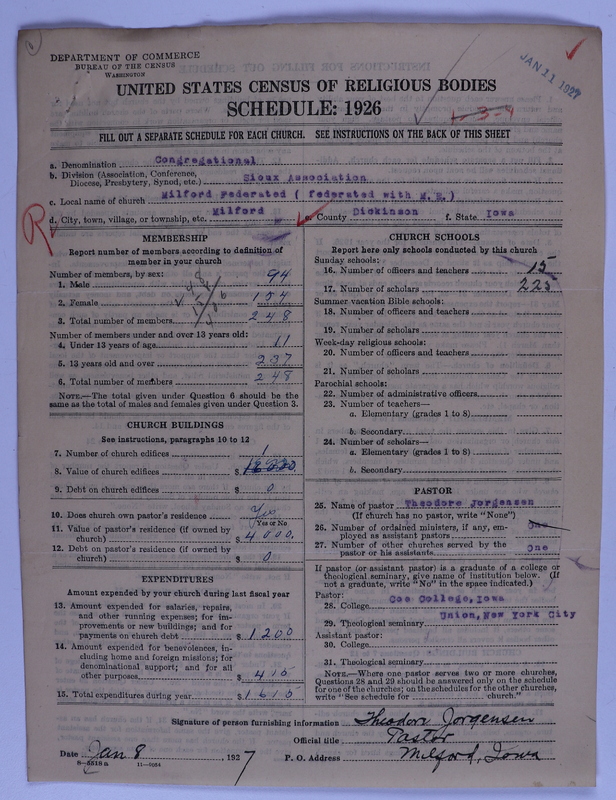 DEPARTMENT OF COMMERCE
BUREAU OF THE CENSUS
WASHINGTON
JAN 11 1927
UNITED STATES CENSUS OF RELIGIOUS BODIES
SCHEDULE: 1926
1-3-4
FILL OUT A SEPARATE SCHEDULE FOR EACH CHURCH. SEE INSTRUCTIONS ON THE BACK OF THIS SHEET
a. Denomination Congregational
b. Division (Association, Conference, Diocese, Presbytery, Synod, etc.) Sioux Association
c. Local name of church Milford Federated ( federated with M.E.)
R
d. City, town, village, or township, etc. Milford e. County Dickinson f. State Iowa
MEMBERSHIP
Report number of members according to definition of
member in your church
Number of members, by sex:
1. Male 94
2. Female 154
3. Total number of members 248
Number of members under and over 13 years old:
4. Under 13 years of age 11
5. 13 years old and over 237
6. Total number of members 248
NOTE.—The total given under Question 6 should be
same as the total of males and females given under Question 3.
CHURCH BUILDINGS
See instructions, paragraphs 10 to 12
7. Number of church edifices 1
8. Value of church edifices $
9. Debt on church edifices $ 0
10. Does church own pastor's residence Yes
Yes or No
11. Value of pastor's residence (if owned by
church) $ 4000.
12. Debt on pastor's residence (if owned by
church) $ 0
EXPENDITURES
Amount expended by your church during last fiscal year
13. Amount expended for salaries, repairs,
and other running expenses; for im-
provements or new buildings; and for
payments on church debt $ 1200
14. Amount expended for benevolences, in-
cluding home and foreign missions; for
denominational support; and for all
other purposes $ 415
15. Total expenditures during year $ 1615
CHURCH SCHOOLS
Report here only schools conducted by this church
Sunday schools:
16. Number of officers and teachers 15
17. Number of scholars 225
Summer vacation Bible schools:
18. Number of officers and teachers
19. Number of scholars
Week-day religious schools:
20. Number of officers and teachers
21. Number of scholars
Parochial schools:
22. Number of administrative officers
23. Number of teachers—
a. Elementary (grades 1 to 8)
b. Secondary
24. Number of scholars—
a. Elementary (grades 1 to 8)
b. Secondary
PASTOR
25. Name of pastor Theodore Jorgensen
(If church has no pastor, write "None")
26. Number of ordained ministers, if any, em-
ployed as assistant pastors One
27. Number of other churches served by the
pastor or his assistants One
If pastor (or assistant pastor) is a graduate of a college or
theological seminary, give name of institution below. (If
not a graduate, write "No" in the space indicated.)
Pastor:
28. College Coe College, Iowa
29. Theological seminary Union, New York City
Assistant pastor:
30. College
31. Theological seminary
NOTE.—Where one pastor serves two or more churches,
Questions 28 and 29 should be answered only on the schedule
for one of the churches; on the schedules for the other churches,
write "See schedule for church."
Signature of person furnishing information Theodore Jorgensen
Official title Pastor
Date Jan 8, 1927 P. O. Address Milford, Iowa
8-5518a 11-9054